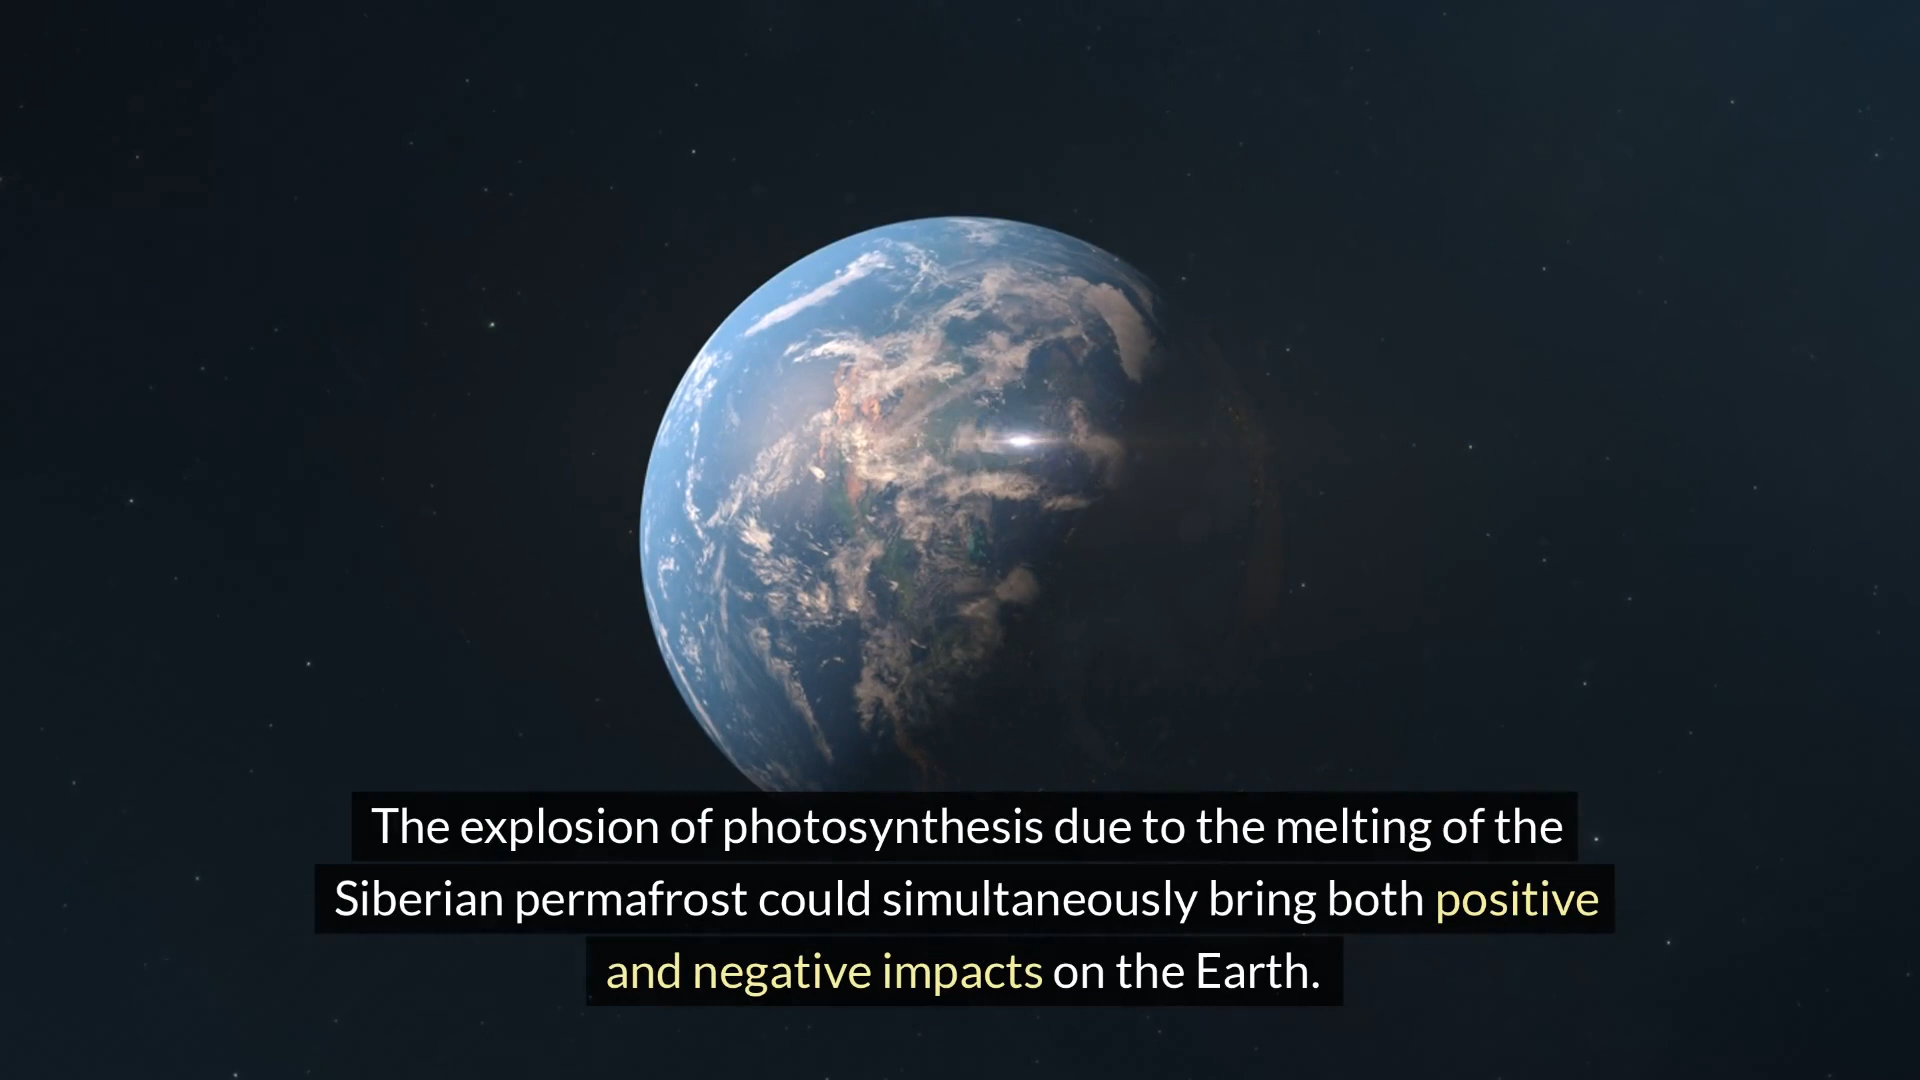 The explosion of photosynthesis due to the melting of the
Siberian permafrost could simultaneously bring both positive
and negative impacts on the Earth.